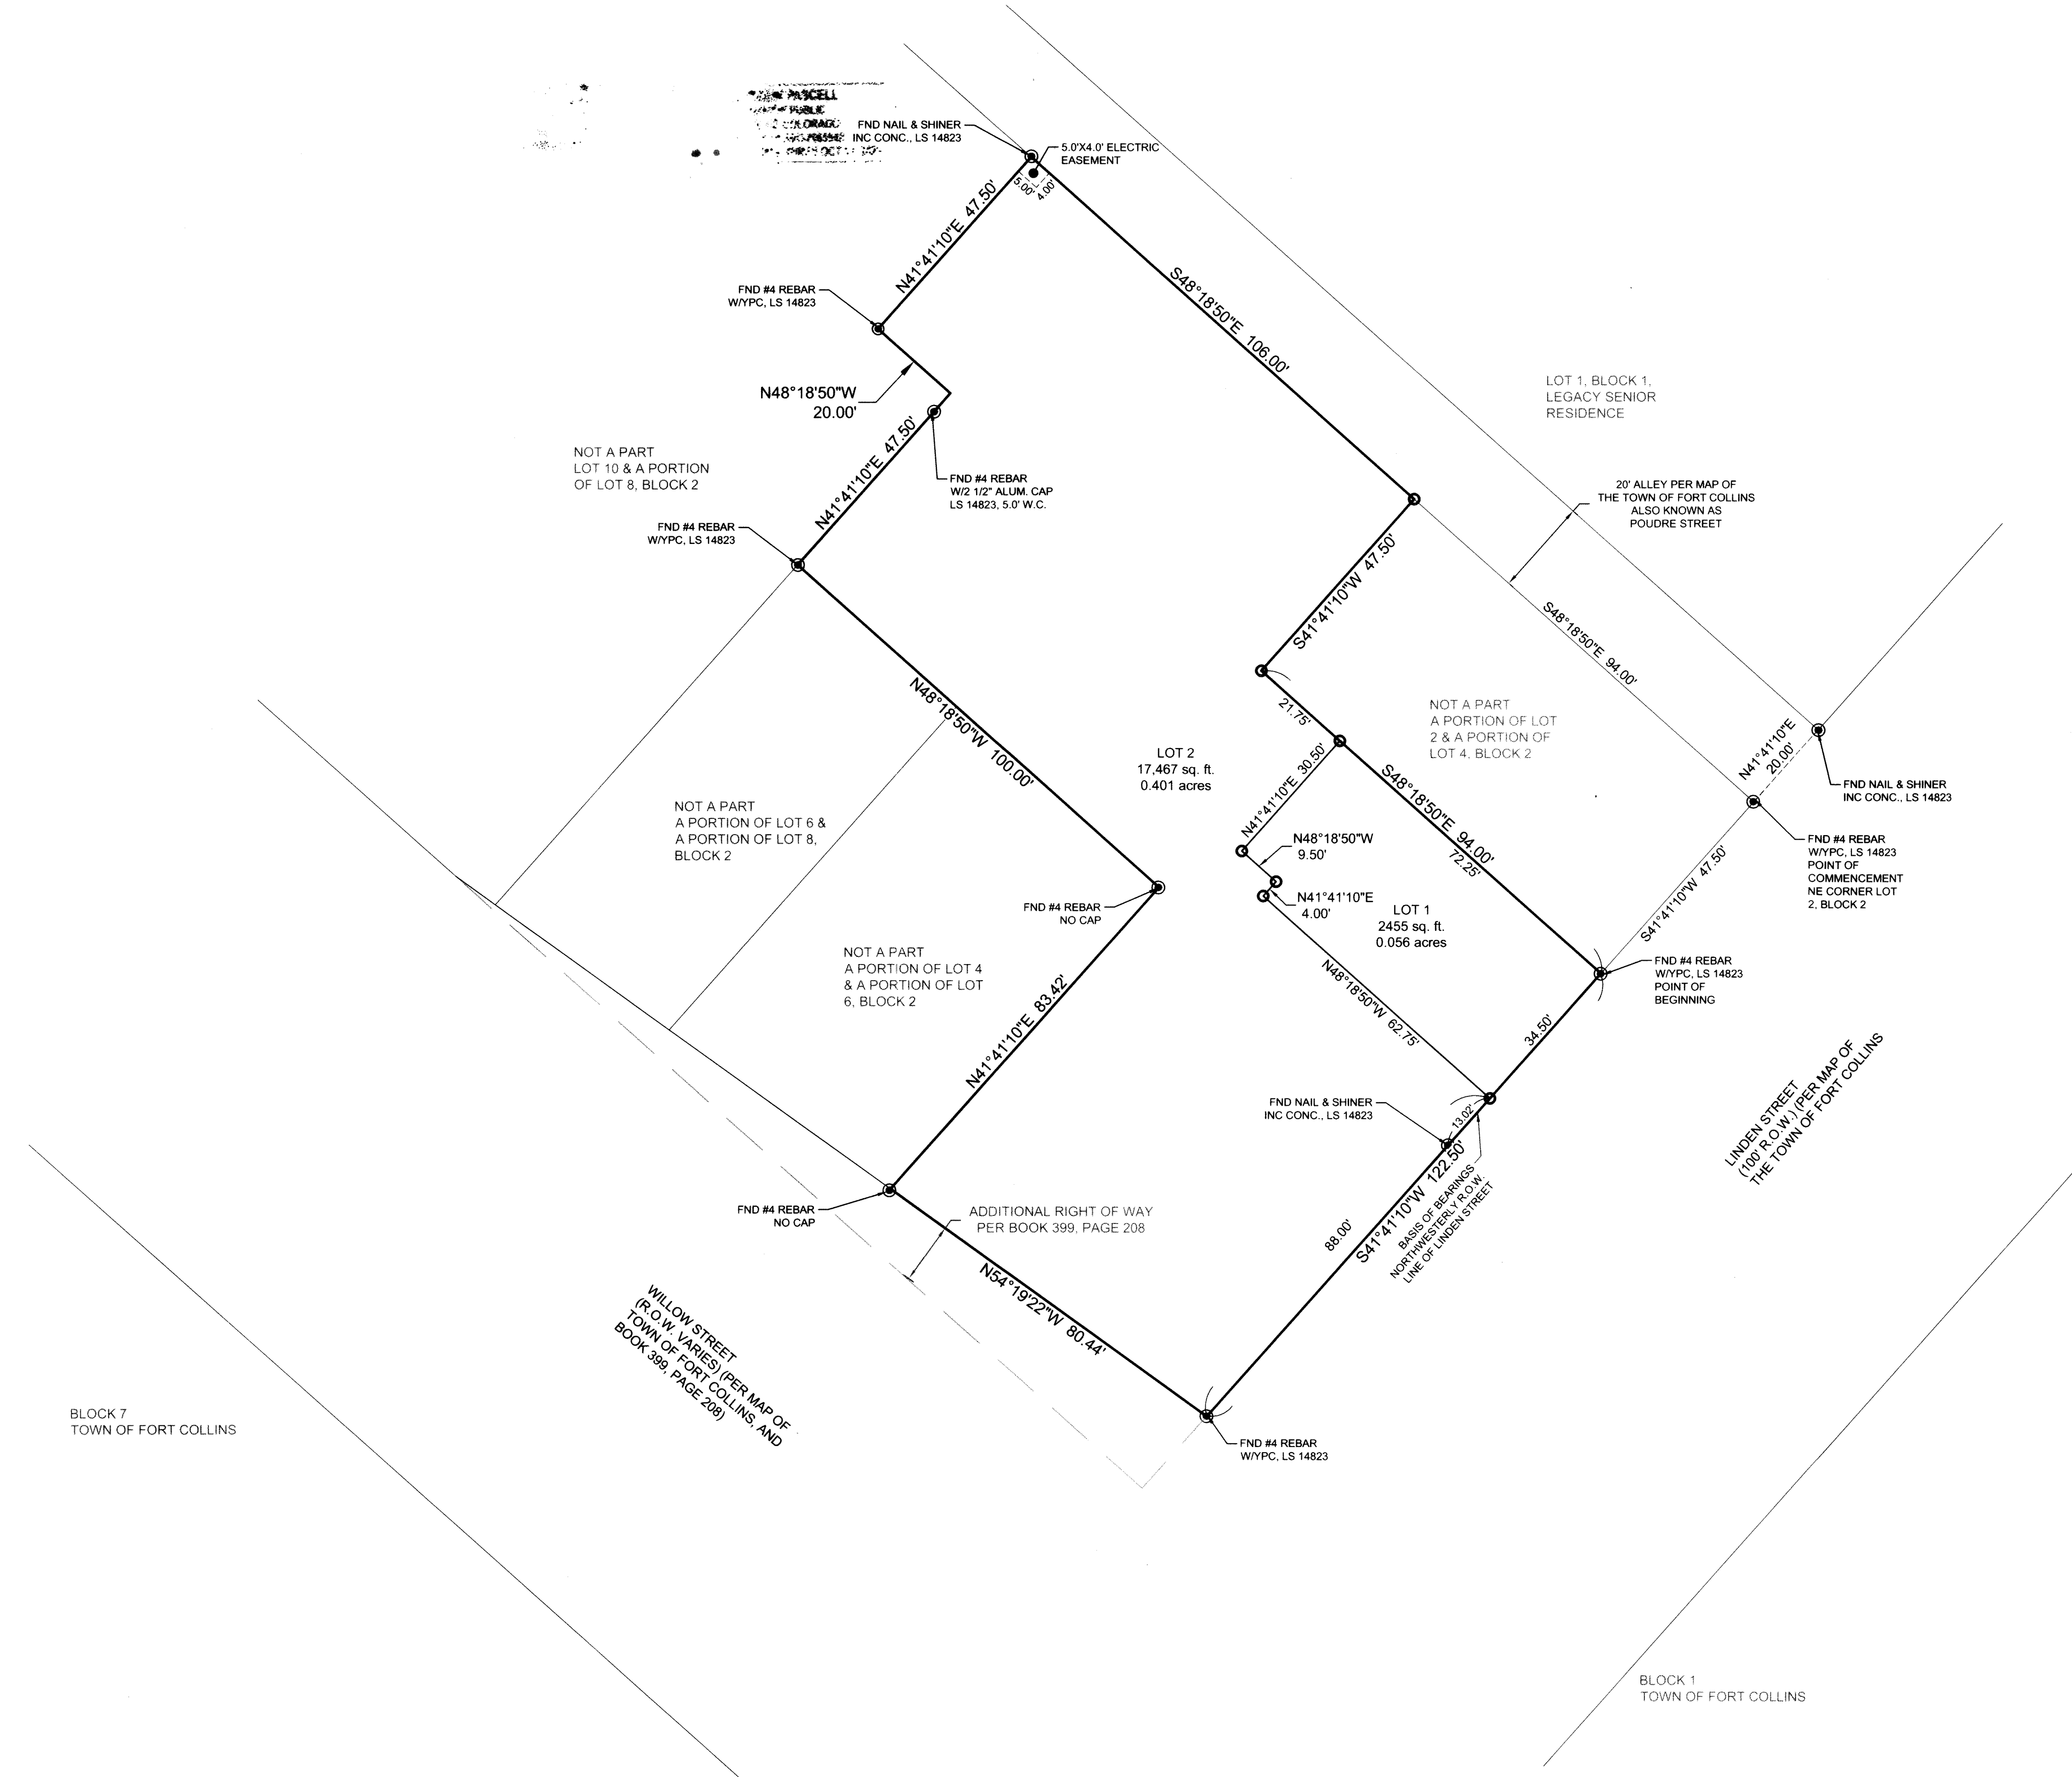 PASCELL
PUBLIC
FND NAIL & SHINER
INC CONC., LS 14823
5.0'X4.0' ELECTRIC
EASEMENT
5.00'
4.00'
N41°41'10"E 47.50'
FND #4 REBAR
W/YPC, LS 14823
S48°18'50"E 106.00'
N48°18'50"W
20.00'
LOT 1, BLOCK 1,
LEGACY SENIOR
RESIDENCE
NOT A PART
LOT 10 & A PORTION
OF LOT 8, BLOCK 2
N41°41'10"E 47.50'
FND #4 REBAR
W/2 1/2" ALUM. CAP
LS 14823, 5.0' W.C.
20' ALLEY PER MAP OF
THE TOWN OF FORT COLLINS
ALSO KNOWN AS
POUDRE STREET
FND #4 REBAR
W/YPC, LS 14823
S41°41'10"W 47.50'
S48°18'50"E 94.00'
N48°18'50"W 100.00'
21.75'
NOT A PART
A PORTION OF LOT
2 & A PORTION OF
LOT 4, BLOCK 2
N41°41'10"E
20.00'
FND NAIL & SHINER
INC CONC., LS 14823
LOT 2
17,467 sq. ft.
0.401 acres
N41°41'10"E 30.50'
S48°18'50"E 94.00'
72.25'
NOT A PART
A PORTION OF LOT 6 &
A PORTION OF LOT 8,
BLOCK 2
N48°18'50"W
9.50'
FND #4 REBAR
W/YPC, LS 14823
POINT OF
COMMENCEMENT
NE CORNER LOT
2, BLOCK 2
S41°41'10"W 47.50'
N41°41'10"E
4.00'
FND #4 REBAR
NO CAP
LOT 1
2455 sq. ft.
0.056 acres
NOT A PART
A PORTION OF LOT 4
& A PORTION OF LOT
6, BLOCK 2
N41°41'10"E 83.42'
N48°18'50"W 62.75'
FND #4 REBAR
W/YPC, LS 14823
POINT OF
BEGINNING
34.50'
LINDEN STREET
(100' R.O.W.) (PER MAP OF
THE TOWN OF FORT COLLINS
FND NAIL & SHINER
INC CONC., LS 14823
13.02'
S41°41'10"W 122.50'
88.00'
BASIS OF BEARINGS
NORTHWESTERLY R.O.W.
LINE OF LINDEN STREET
FND #4 REBAR
NO CAP
ADDITIONAL RIGHT OF WAY
PER BOOK 399, PAGE 208
N54°19'22"W 80.44'
WILLOW STREET
(R.O.W. VARIES) (PER MAP OF
TOWN OF FORT COLLINS, AND
BOOK 399, PAGE 208)
FND #4 REBAR
W/YPC, LS 14823
BLOCK 7
TOWN OF FORT COLLINS
BLOCK 1
TOWN OF FORT COLLINS